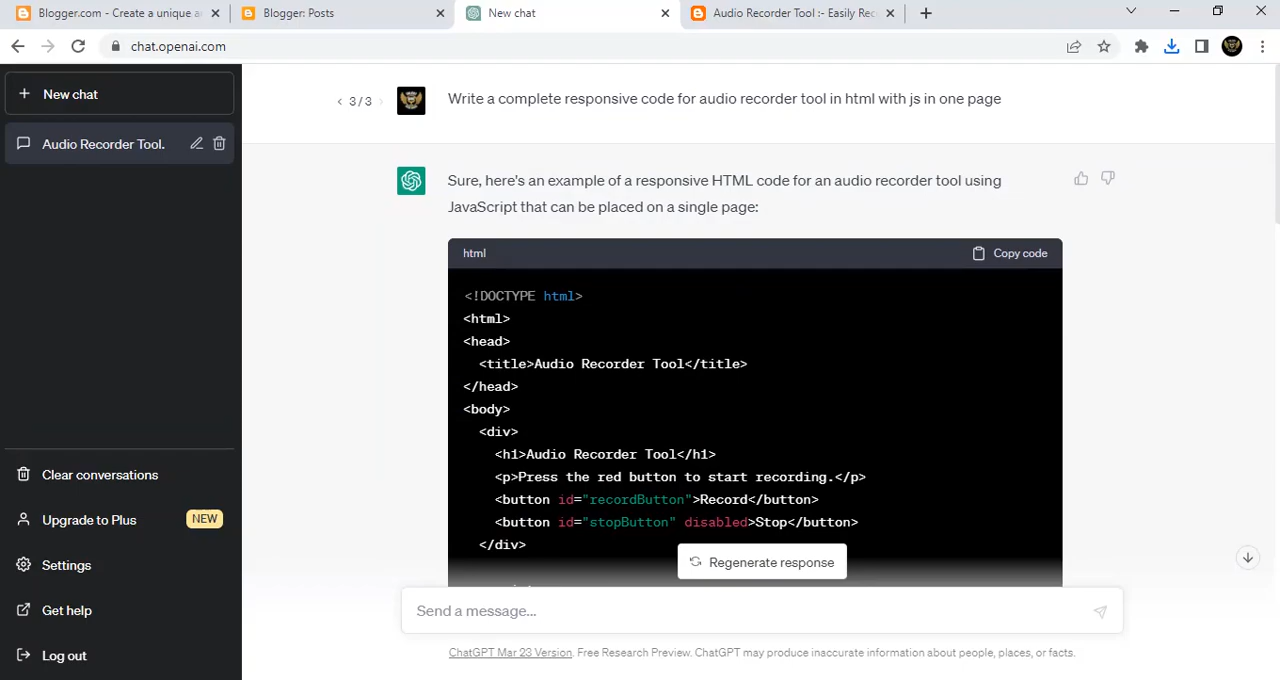 Blogger.com - Create a unique a
Blogger: Posts
New chat
Audio Recorder Tool :- Easily Rec
chat.openai.com
New chat
Audio Recorder Tool.
Clear conversations
Upgrade to Plus
NEW
Settings
Get help
Log out
3 / 3
Write a complete responsive code for audio recorder tool in html with js in one page
Sure, here's an example of a responsive HTML code for an audio recorder tool using
JavaScript that can be placed on a single page:
html
Copy code
<!DOCTYPE html>
<html>
<head>
<title>Audio Recorder Tool</title>
</head>
<body>
<div>
<h1>Audio Recorder Tool</h1>
<p>Press the red button to start recording.</p>
<button id="recordButton">Record</button>
<button id="stopButton" disabled>Stop</button>
</div>
Regenerate response
Send a message...
ChatGPT Mar 23 Version. Free Research Preview. ChatGPT may produce inaccurate information about people, places, or facts.